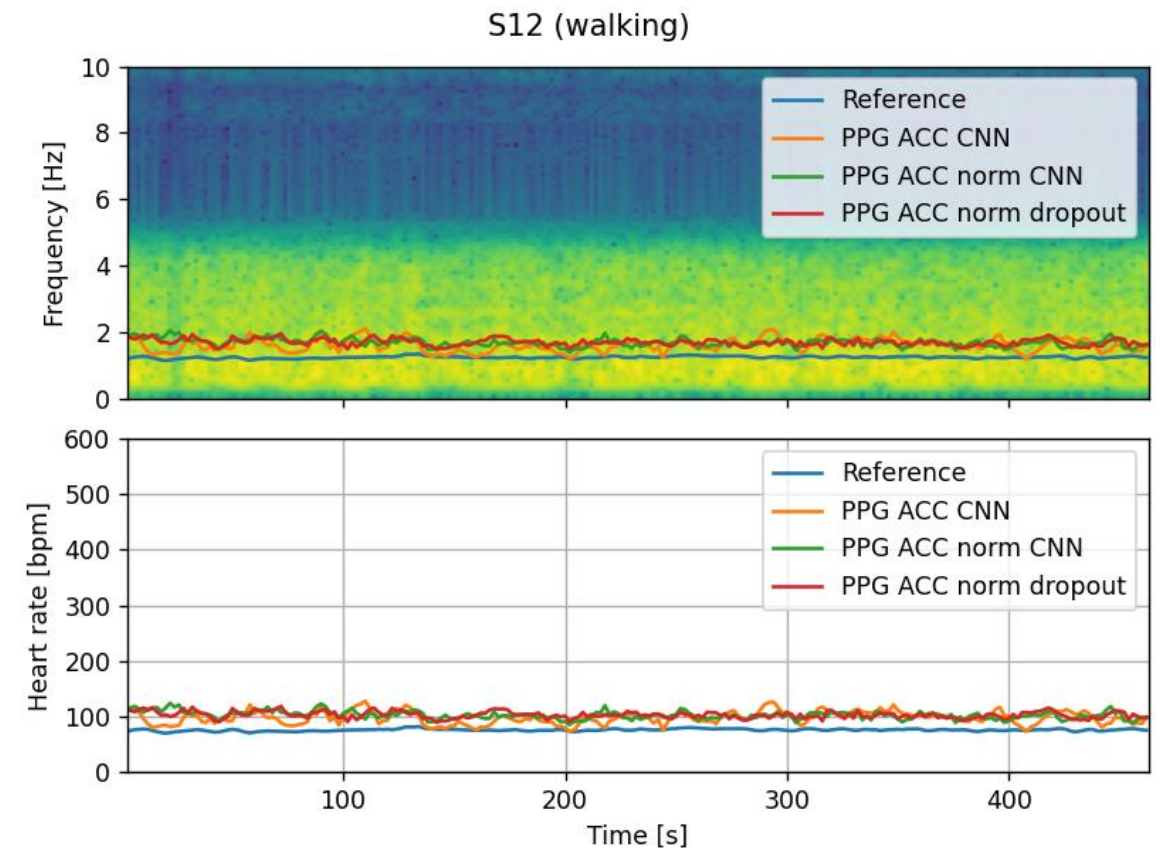 S12 (walking)
10
8
6
4
2
0
Frequency [Hz]
Reference
PPG ACC CNN
PPG ACC norm CNN
PPG ACC norm dropout
600
500
400
300
200
100
0
Heart rate [bpm]
Reference
PPG ACC CNN
PPG ACC norm CNN
PPG ACC norm dropout
100 200 300 400
Time [s]